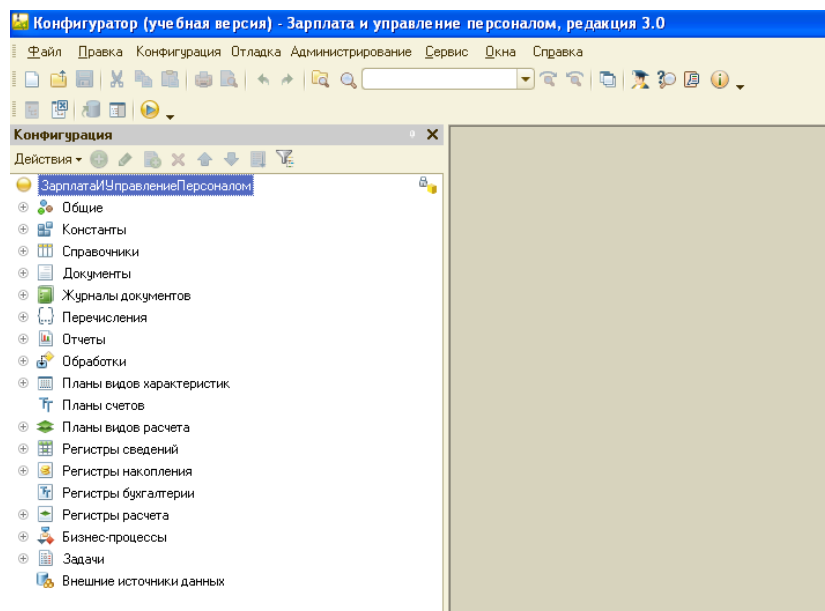 Конфигуратор (учебная версия) - Зарплата и управление персоналом, редакция 3.0
Файл Правка Конфигурация Отладка Администрирование Сервис Окна Справка
Конфигурация
Действия
ЗарплатаИУправлениеПерсоналом
Общие
Константы
Справочники
Документы
Журналы документов
Перечисления
Отчеты
Обработки
Планы видов характеристик
Планы счетов
Планы видов расчета
Регистры сведений
Регистры накопления
Регистры бухгалтерии
Регистры расчета
Бизнес-процессы
Задачи
Внешние источники данных